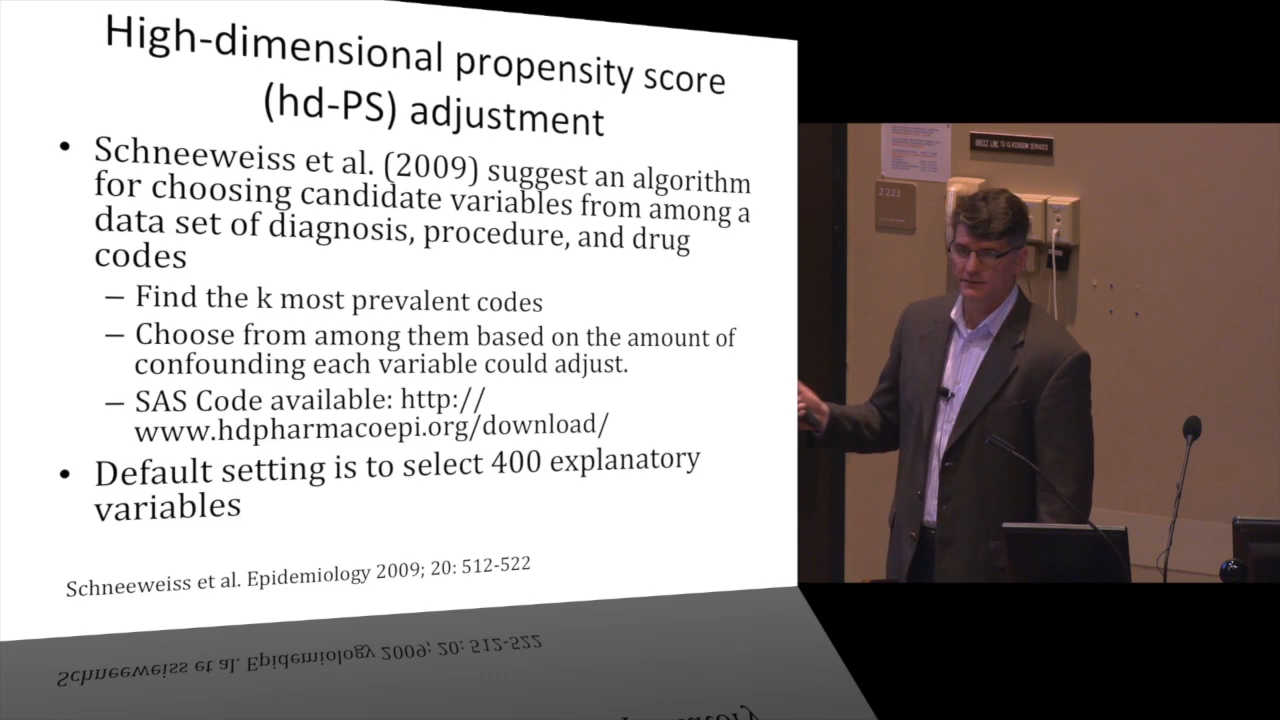 High-dimensional propensity score
(hd-PS) adjustment
• Schneeweiss et al. (2009) suggest an algorithm
for choosing candidate variables from among a
data set of diagnosis, procedure, and drug
codes
– Find the k most prevalent codes
– Choose from among them based on the amount of
confounding each variable could adjust.
– SAS Code available: http://
www.hdpharmacoepi.org/download/
• Default setting is to select 400 explanatory
variables
Schneeweiss et al. Epidemiology 2009; 20: 512-522
DIRECT LINE TO CLASSROOM SERVICES
2223